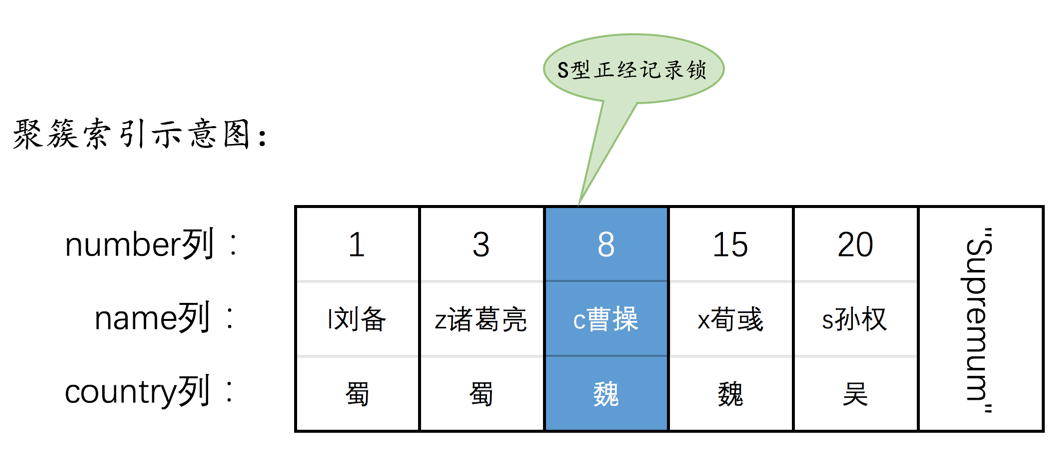 S型正经记录锁
聚簇索引示意图：
number列： 1 3 8 15 20 "Supremum"
name列： l刘备 z诸葛亮 c曹操 x荀彧 s孙权
country列： 蜀 蜀 魏 魏 吴